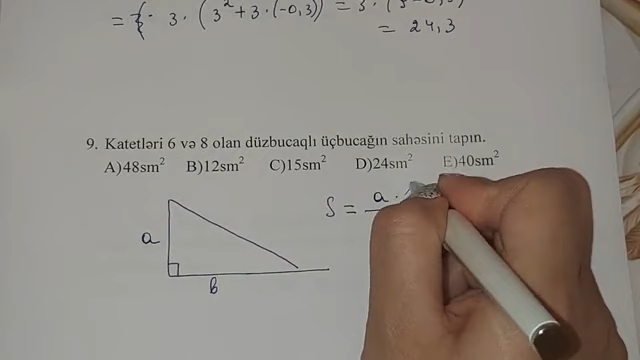 = 3 · (3² + 3 · (-0,3)) = 3 ·
= 24,3
9. Katetləri 6 və 8 olan düzbucaqlı üçbucağın sahəsini tapın.
A)48sm² B)12sm² C)15sm² D)24sm² E)40sm²
S = a ·
a
b